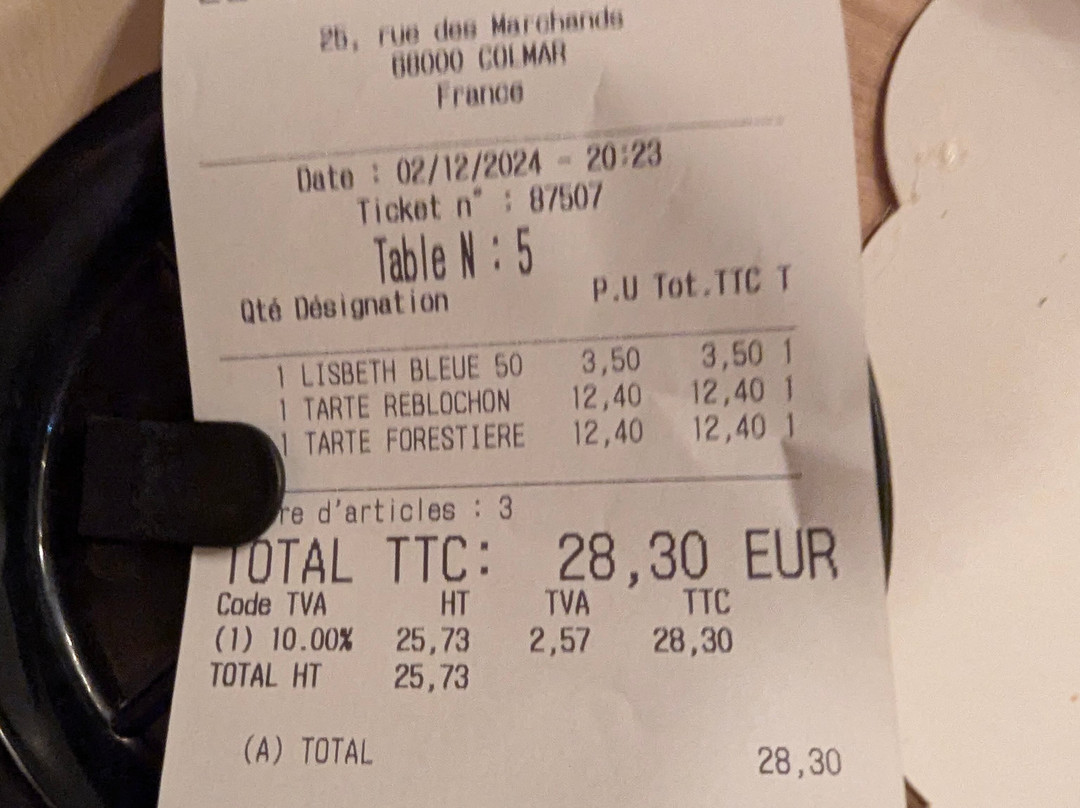 25, rue des Marchands
68000 COLMAR
France
Date : 02/12/2024 - 20:23
Ticket n° : 87507
Table N : 5
Qté Désignation P.U Tot.TTC T
1 LISBETH BLEUE 50 3,50 3,50 1
1 TARTE REBLOCHON 12,40 12,40 1
1 TARTE FORESTIERE 12,40 12,40 1
re d'articles : 3
TOTAL TTC: 28,30 EUR
Code TVA HT TVA TTC
(1) 10.00% 25,73 2,57 28,30
TOTAL HT 25,73
(A) TOTAL 28,30